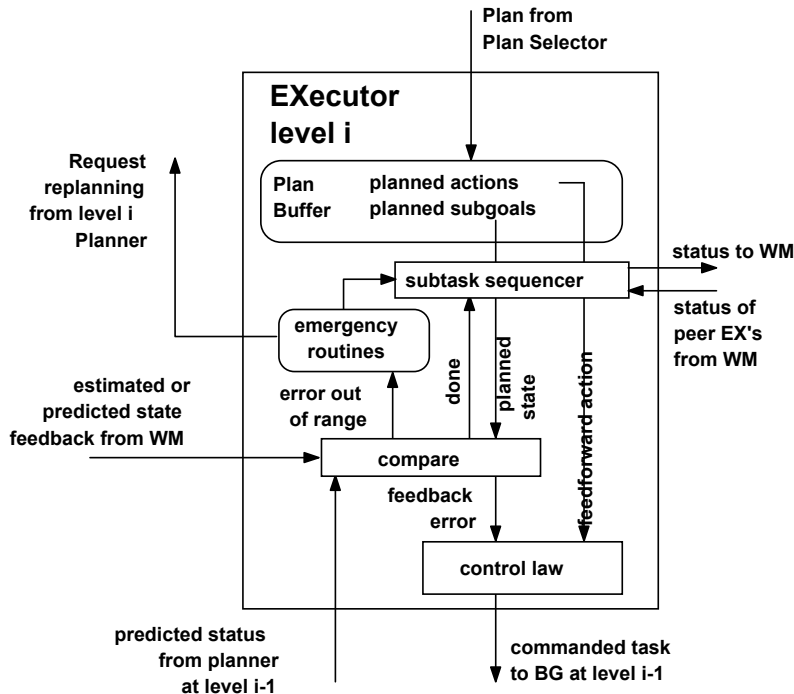 Plan from
Plan Selector
EXecutor
level i
Request
replanning
from level i
Planner
Plan planned actions
Buffer planned subgoals
subtask sequencer
status to WM
status of
peer EX's
from WM
emergency
routines
estimated or
predicted state
feedback from WM
error out
of range
done
planned
state
feedforward action
compare
feedback
error
control law
predicted status
from planner
at level i-1
commanded task
to BG at level i-1